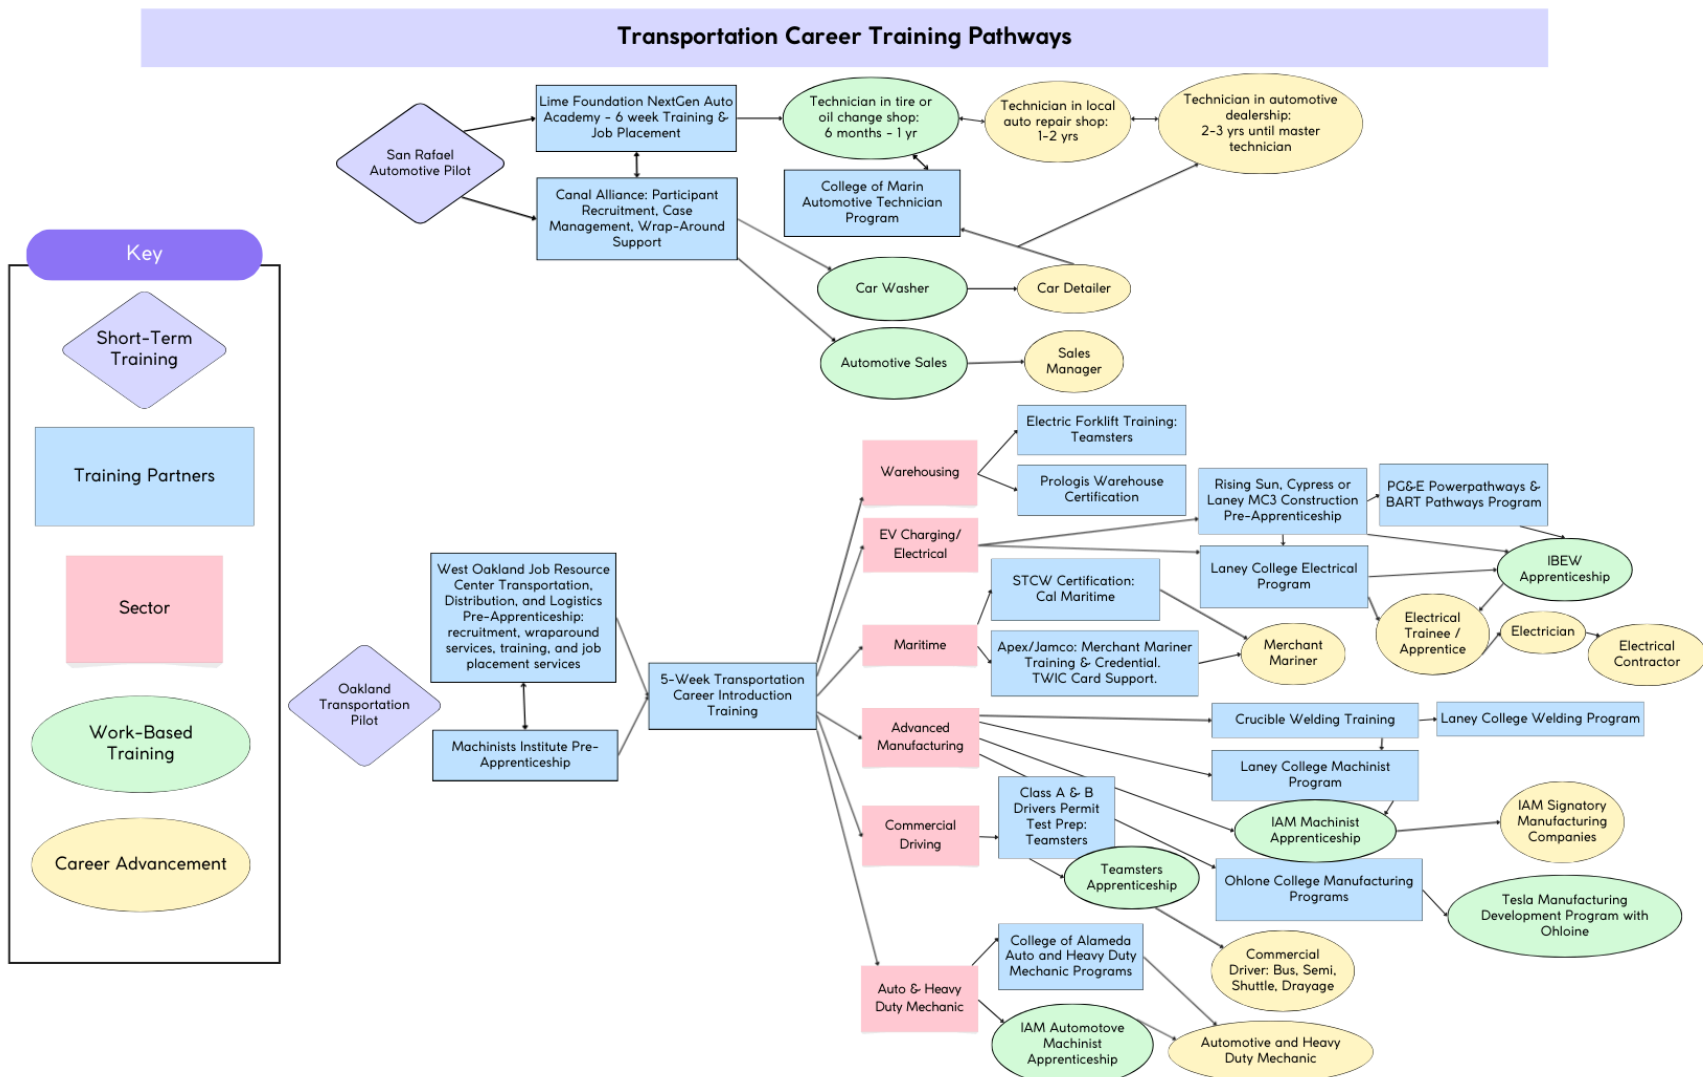 Transportation Career Training Pathways
Lime Foundation NextGen Auto
Academy - 6 week Training &
Job Placement
Technician in tire or
oil change shop:
6 months - 1 yr
Technician in local
auto repair shop:
1-2 yrs
Technician in automotive
dealership:
2-3 yrs until master
technician
San Rafael
Automotive Pilot
Canal Alliance: Participant
Recruitment, Case
Management, Wrap-Around
Support
College of Marin
Automotive Technician
Program
Car Washer
Car Detailer
Automotive Sales
Sales
Manager
Key
Short-Term
Training
Training Partners
Sector
Work-Based
Training
Career Advancement
Oakland
Transportation
Pilot
West Oakland Job Resource
Center Transportation,
Distribution, and Logistics
Pre-Apprenticeship:
recruitment, wraparound
services, training, and job
placement services
Machinists Institute Pre-
Apprenticeship
5-Week Transportation
Career Introduction
Training
Warehousing
Electric Forklift Training:
Teamsters
Prologis Warehouse
Certification
EV Charging/
Electrical
Rising Sun, Cypress or
Laney MC3 Construction
Pre-Apprenticeship
PG&E Powerpathways &
BART Pathways Program
Laney College Electrical
Program
IBEW
Apprenticeship
Electrical
Trainee /
Apprentice
Electrician
Electrical
Contractor
Maritime
STCW Certification:
Cal Maritime
Apex/Jamco: Merchant Mariner
Training & Credential.
TWIC Card Support.
Merchant
Mariner
Advanced
Manufacturing
Crucible Welding Training
Laney College Welding Program
Laney College Machinist
Program
IAM Machinist
Apprenticeship
IAM Signatory
Manufacturing
Companies
Ohlone College Manufacturing
Programs
Tesla Manufacturing
Development Program with
Ohloine
Commercial
Driving
Class A & B
Drivers Permit
Test Prep:
Teamsters
Teamsters
Apprenticeship
Commercial
Driver: Bus, Semi,
Shuttle, Drayage
Auto & Heavy
Duty Mechanic
College of Alameda
Auto and Heavy Duty
Mechanic Programs
IAM Automotove
Machinist
Apprenticeship
Automotive and Heavy
Duty Mechanic